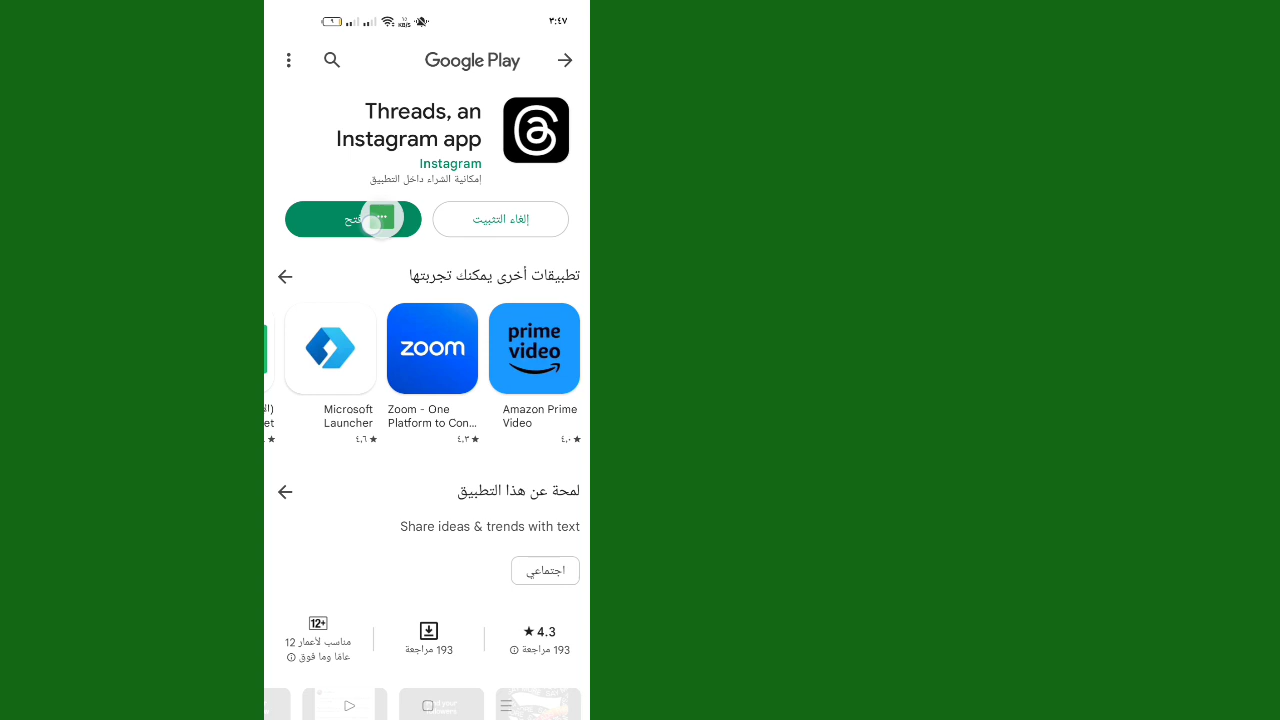 ٣:٤٧
٩
KB/S
Google Play
Threads, an
Instagram app
Instagram
إمكانية الشراء داخل التطبيق
إلغاء التثبيت
فتح
تطبيقات أخرى يمكنك تجربتها
prime
video
zoom
Amazon Prime
Video
٤٫٠ ★
Zoom - One
Platform to Con...
٤٫٣ ★
Microsoft
Launcher
٤٫٦ ★
et
لمحة عن هذا التطبيق
Share ideas & trends with text
اجتماعي
4.3 ★
193 مراجعة
193 مراجعة
12+
مناسب لأعمار 12
عامًا وما فوق